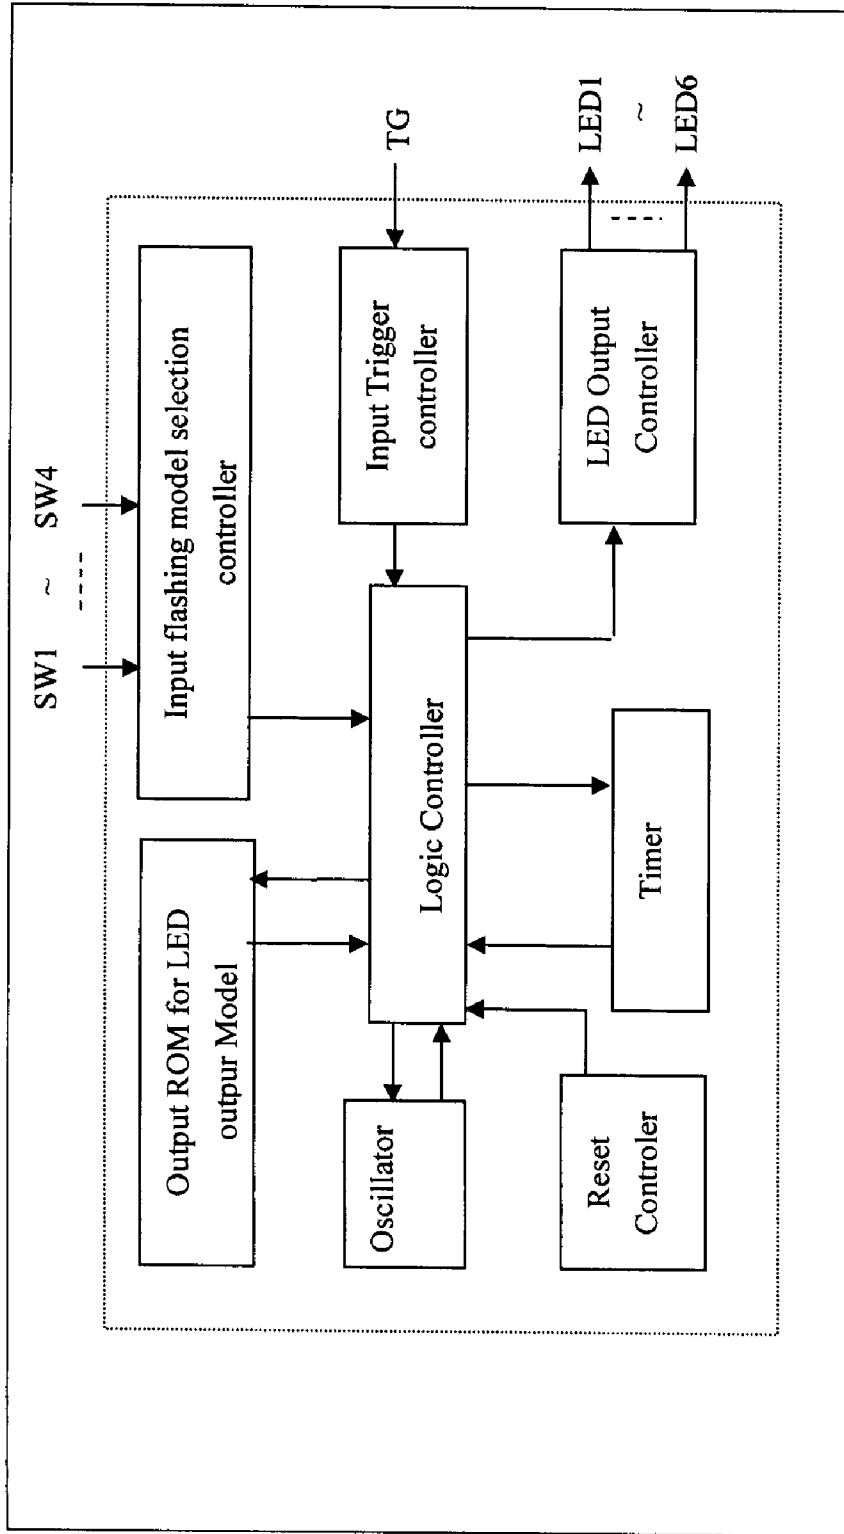 SW1 ~ SW4
Output ROM for LED
outpur Model
Input flashing model selection
controller
Oscillator
Logic Controller
Input Trigger
controller
TG
Reset
Controler
Timer
LED Output
Controller
LED1
~
LED6